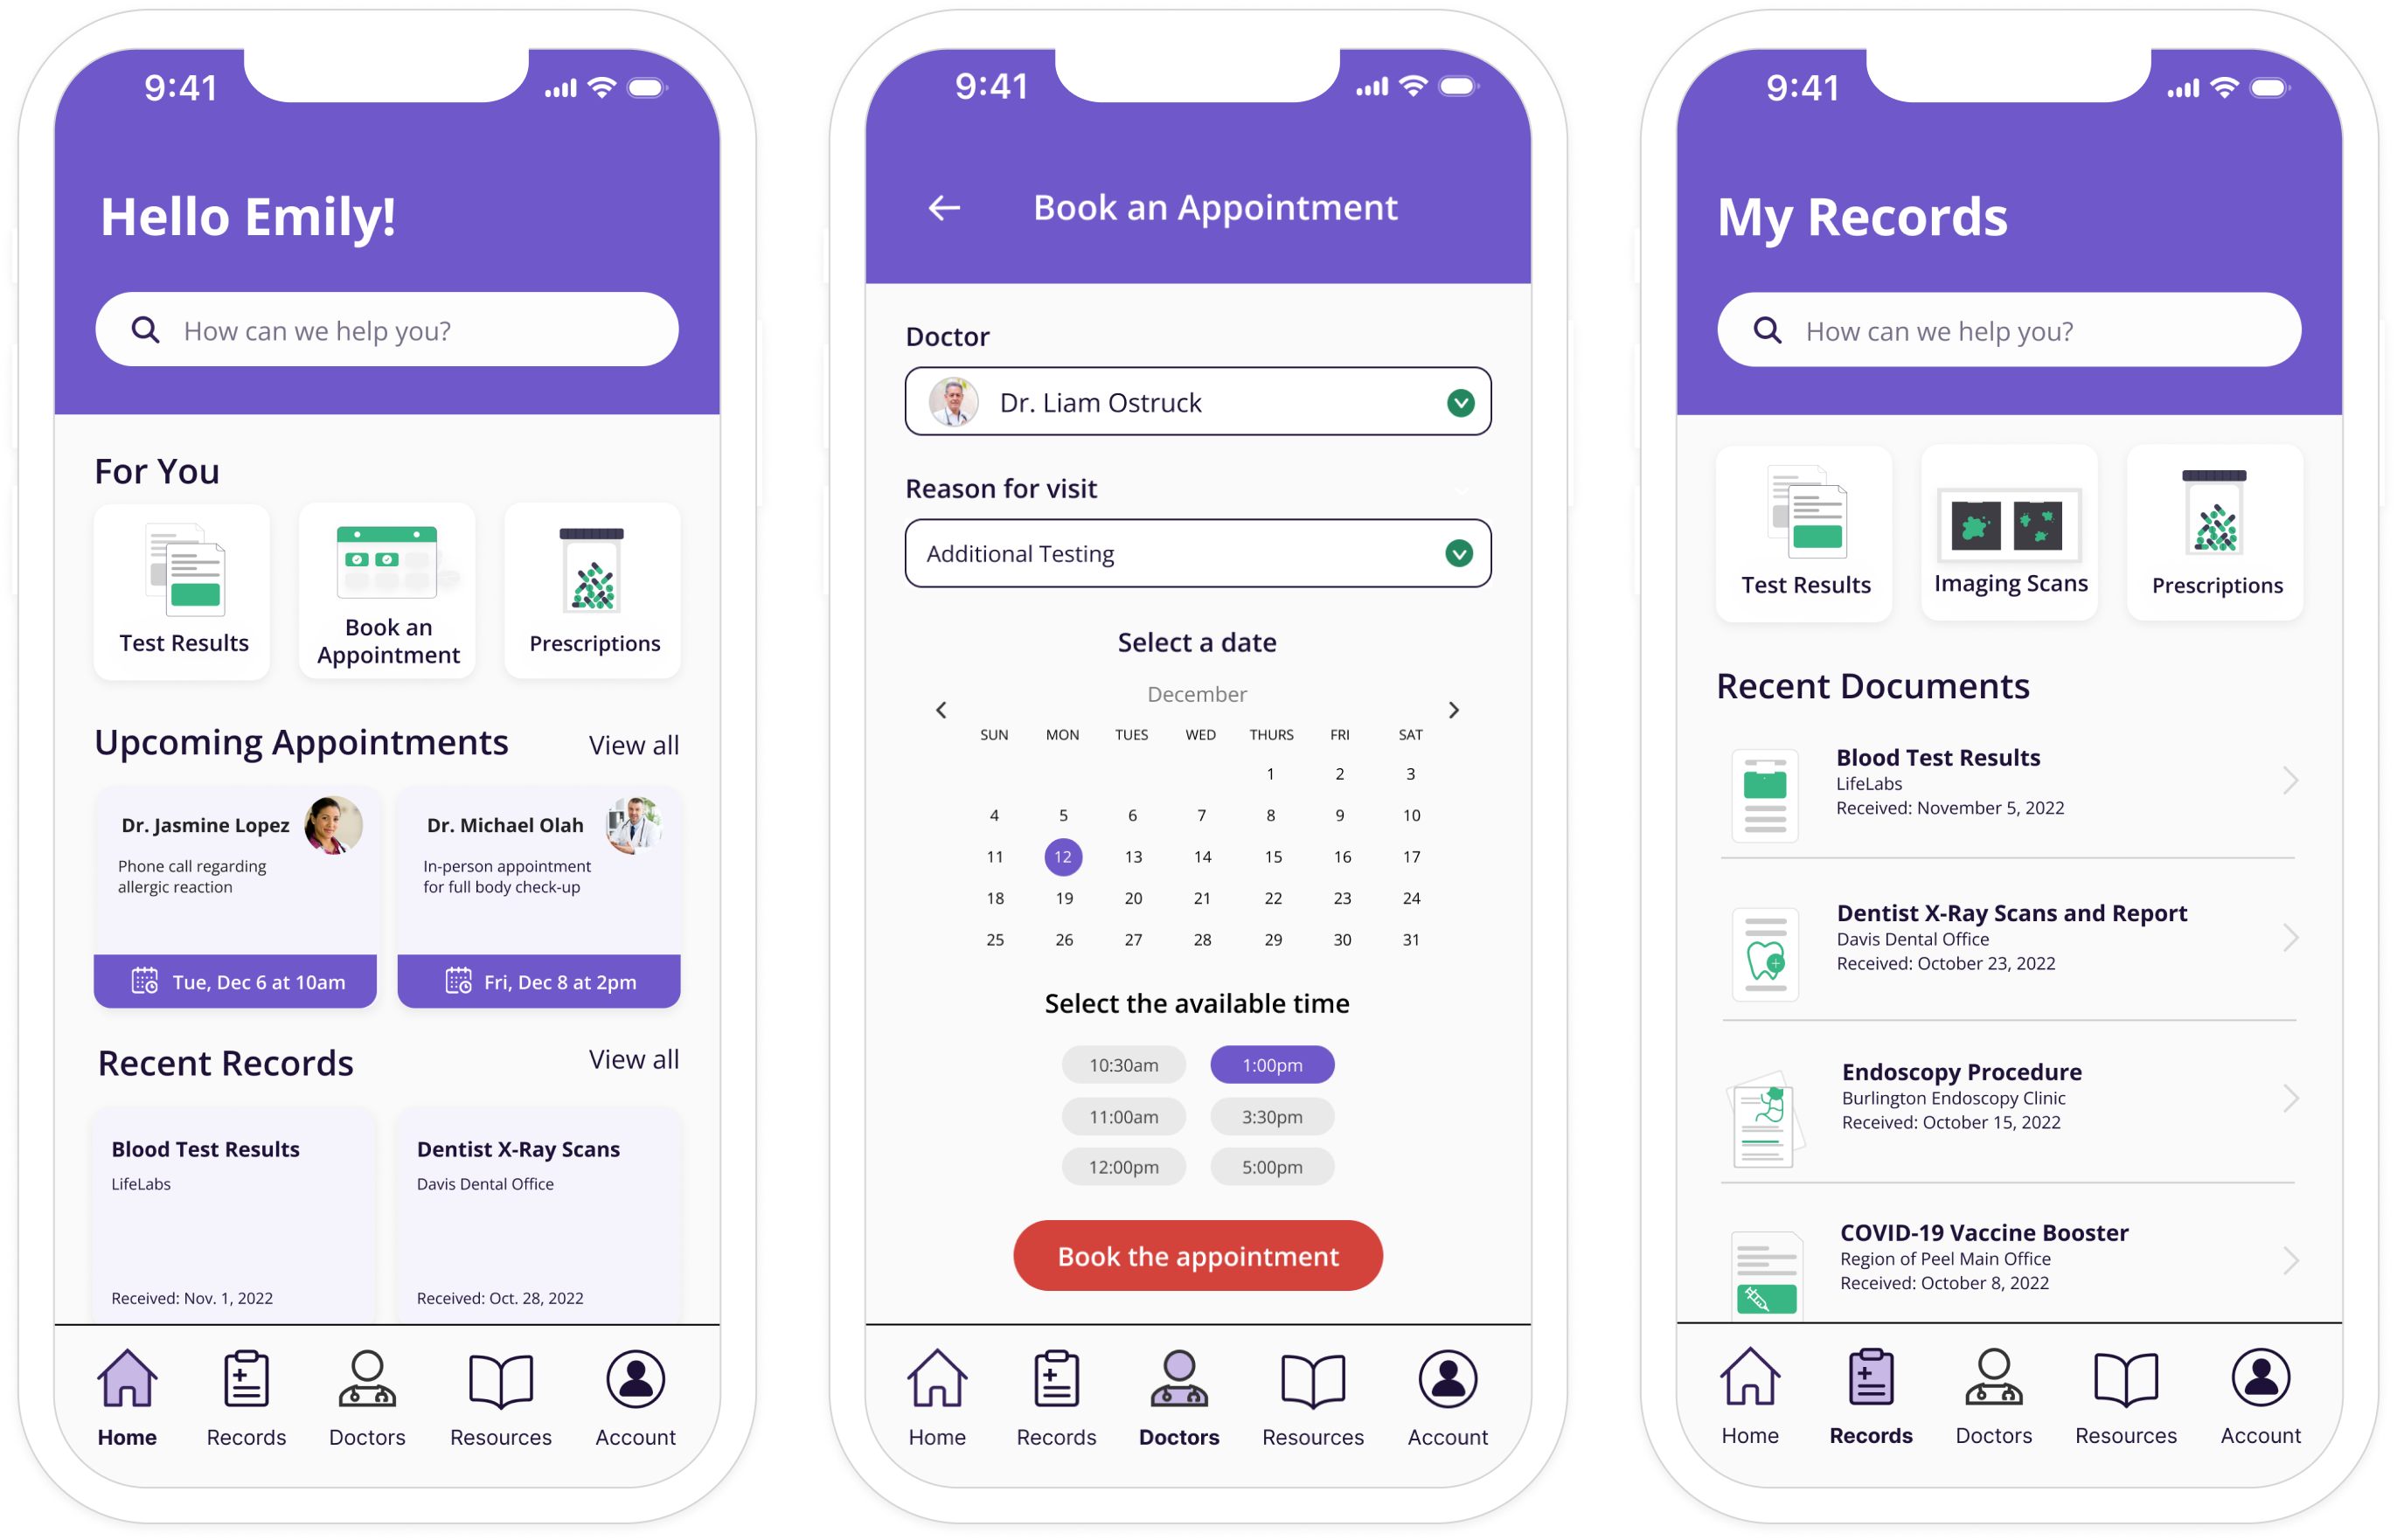 9:41
Hello Emily!
How can we help you?
For You
Test Results
Book an
Appointment
Prescriptions
Upcoming Appointments
View all
Dr. Jasmine Lopez
Phone call regarding
allergic reaction
Tue, Dec 6 at 10am
Dr. Michael Olah
In-person appointment
for full body check-up
Fri, Dec 8 at 2pm
Recent Records
View all
Blood Test Results
LifeLabs
Received: Nov. 1, 2022
Dentist X-Ray Scans
Davis Dental Office
Received: Oct. 28, 2022
Home Records Doctors Resources Account
9:41
Book an Appointment
Doctor
Dr. Liam Ostruck
Reason for visit
Additional Testing
Select a date
December
SUN MON TUES WED THURS FRI SAT
1 2 3
4 5 6 7 8 9 10
11 12 13 14 15 16 17
18 19 20 21 22 23 24
25 26 27 28 29 30 31
Select the available time
10:30am 1:00pm
11:00am 3:30pm
12:00pm 5:00pm
Book the appointment
Home Records Doctors Resources Account
9:41
My Records
How can we help you?
Test Results
Imaging Scans
Prescriptions
Recent Documents
Blood Test Results
LifeLabs
Received: November 5, 2022
Dentist X-Ray Scans and Report
Davis Dental Office
Received: October 23, 2022
Endoscopy Procedure
Burlington Endoscopy Clinic
Received: October 15, 2022
COVID-19 Vaccine Booster
Region of Peel Main Office
Received: October 8, 2022
Home Records Doctors Resources Account